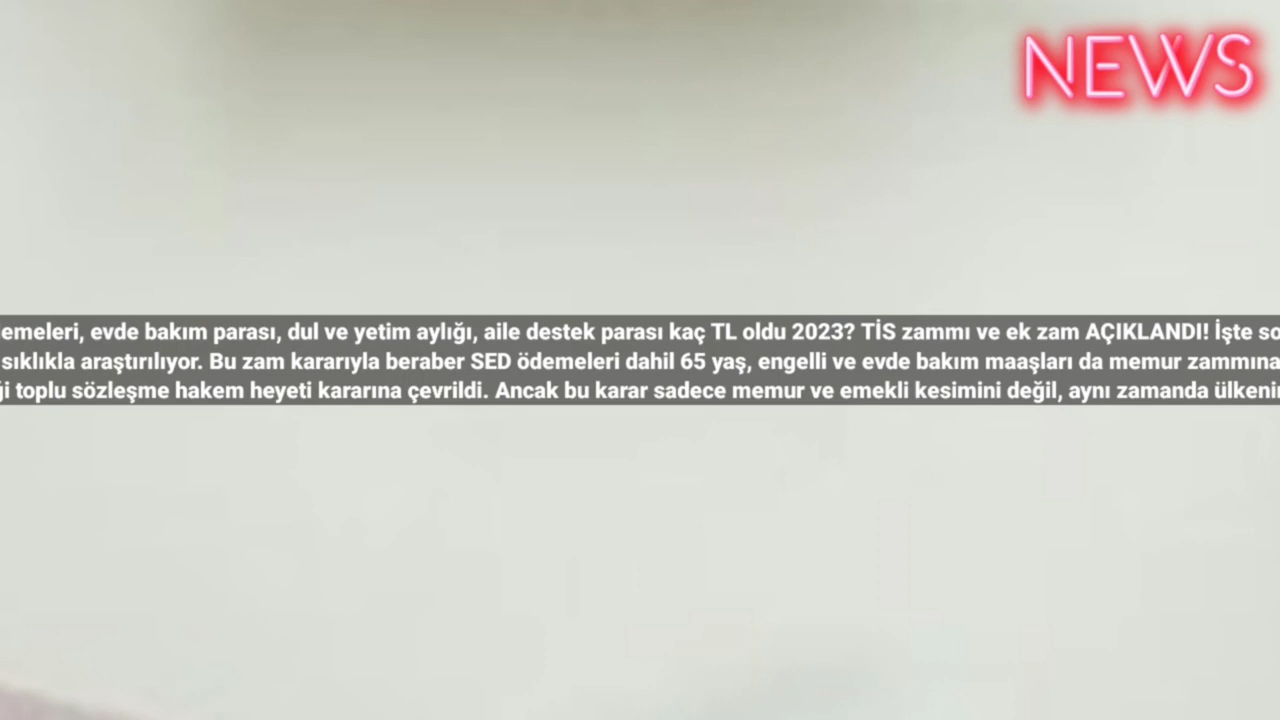 NEWS
emeleri, evde bakım parası, dul ve yetim aylığı, aile destek parası kaç TL oldu 2023? TİS zammı ve ek zam AÇIKLANDI! İşte so
sıklıkla araştırılıyor. Bu zam kararıyla beraber SED ödemeleri dahil 65 yaş, engelli ve evde bakım maaşları da memur zammına
ği toplu sözleşme hakem heyeti kararına çevrildi. Ancak bu karar sadece memur ve emekli kesimini değil, aynı zamanda ülkenin